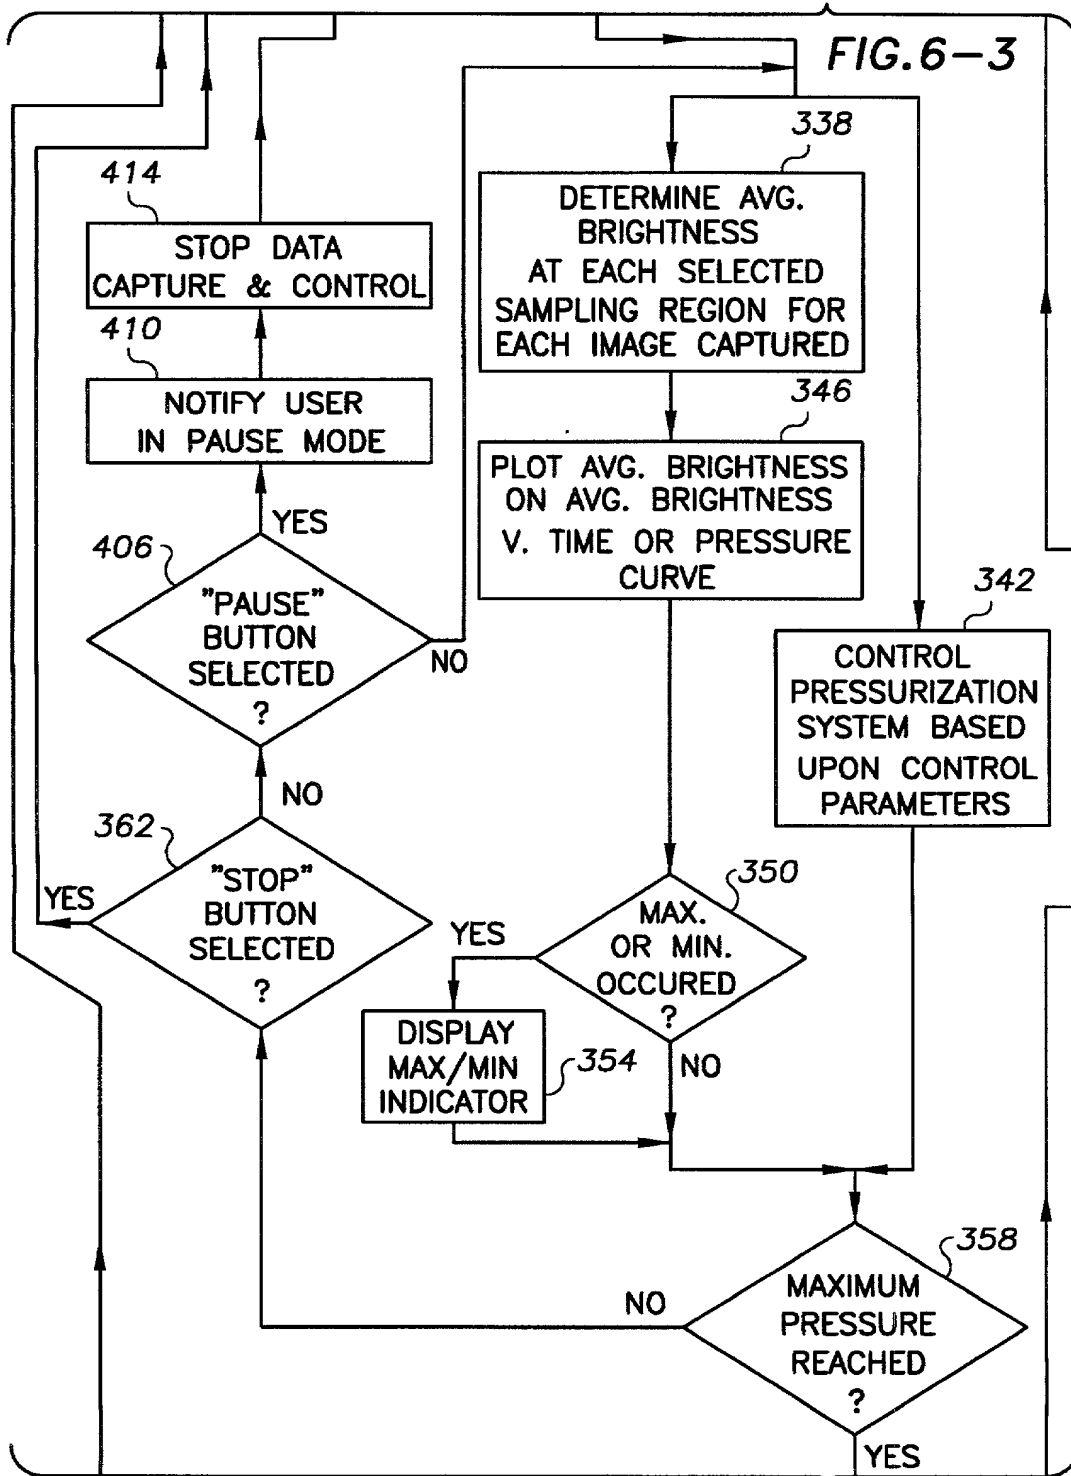 FIG.6-3
414
STOP DATA
CAPTURE & CONTROL
410
NOTIFY USER
IN PAUSE MODE
YES
406
"PAUSE"
BUTTON
SELECTED
?
NO
NO
362
"STOP"
BUTTON
SELECTED
?
YES
338
DETERMINE AVG.
BRIGHTNESS
AT EACH SELECTED
SAMPLING REGION FOR
EACH IMAGE CAPTURED
346
PLOT AVG. BRIGHTNESS
ON AVG. BRIGHTNESS
V. TIME OR PRESSURE
CURVE
342
CONTROL
PRESSURIZATION
SYSTEM BASED
UPON CONTROL
PARAMETERS
350
MAX.
OR MIN.
OCCURED
?
YES
NO
DISPLAY
MAX/MIN
INDICATOR
354
358
MAXIMUM
PRESSURE
REACHED
?
NO
YES